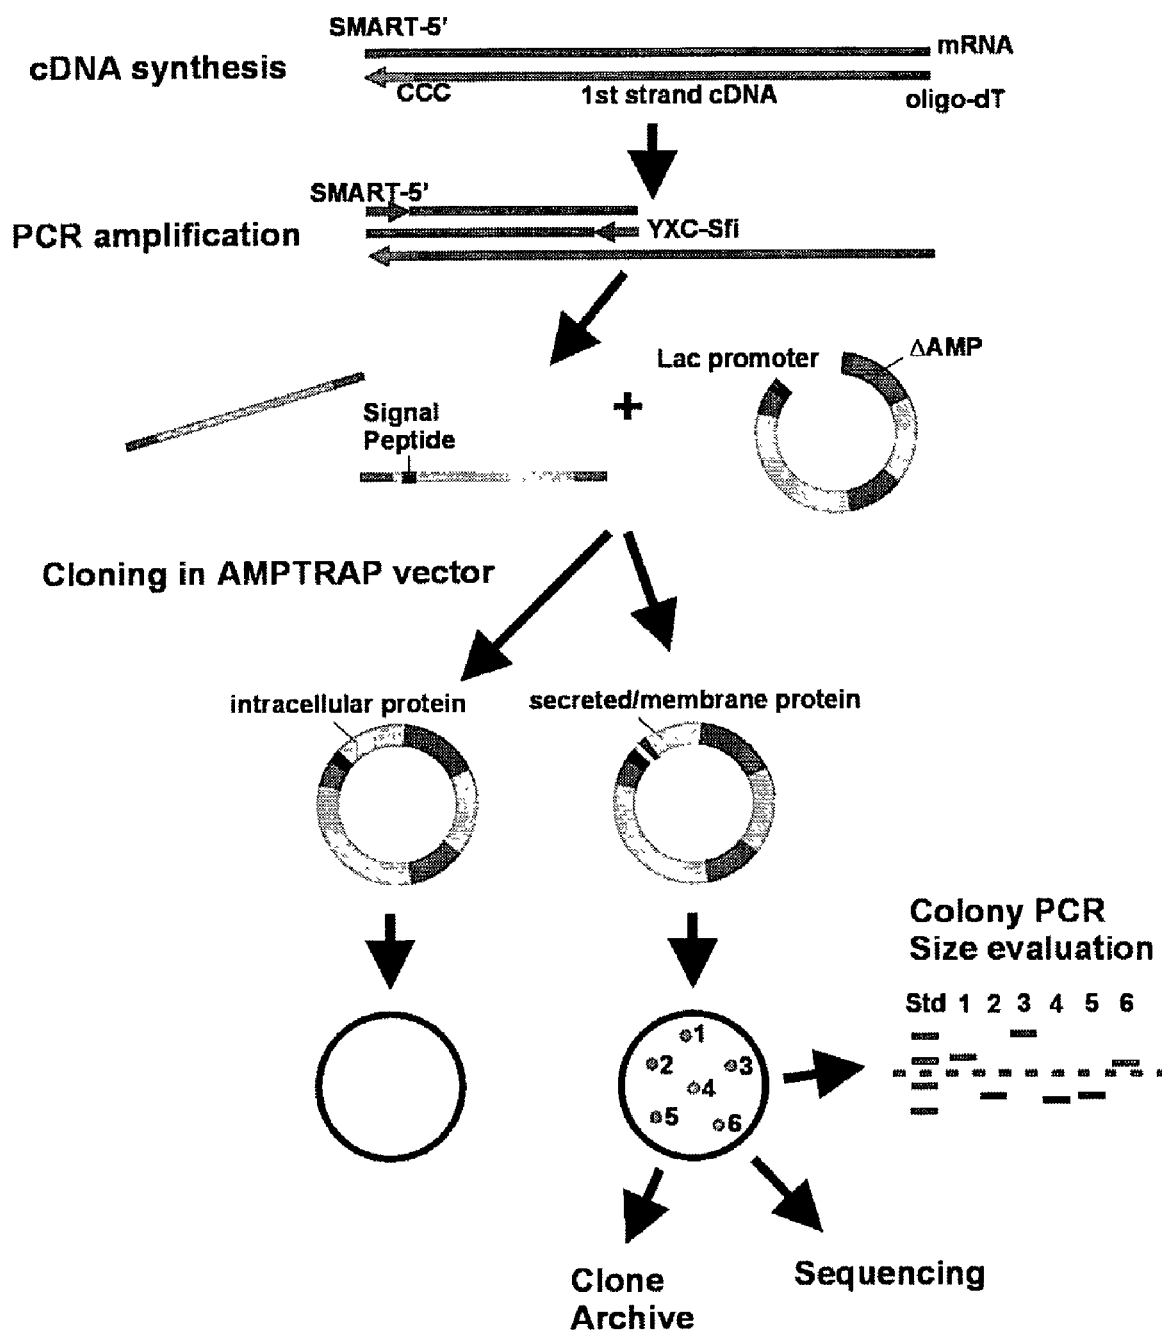 SMART-5'
mRNA
cDNA synthesis
CCC
1st strand cDNA
oligo-dT
SMART-5'
PCR amplification
YXC-Sfi
Lac promoter
ΔAMP
+
Signal
Peptide
Cloning in AMPTRAP vector
intracellular protein
secreted/membrane protein
Colony PCR
Size evaluation
Std 1 2 3 4 5 6
1
2
3
4
5
6
Clone
Archive
Sequencing